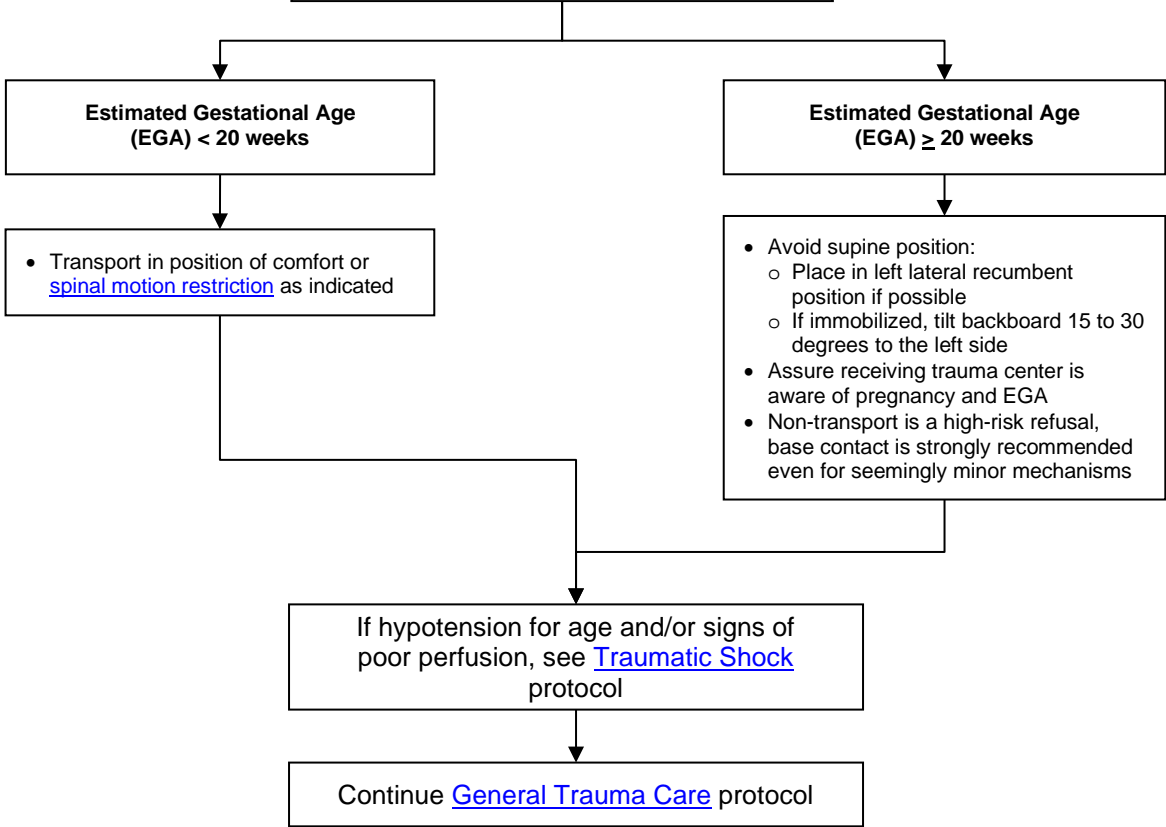 Estimated Gestational Age
(EGA) < 20 weeks
• Transport in position of comfort or
spinal motion restriction as indicated
Estimated Gestational Age
(EGA) ≥ 20 weeks
• Avoid supine position:
o Place in left lateral recumbent
position if possible
o If immobilized, tilt backboard 15 to 30
degrees to the left side
• Assure receiving trauma center is
aware of pregnancy and EGA
• Non-transport is a high-risk refusal,
base contact is strongly recommended
even for seemingly minor mechanisms
If hypotension for age and/or signs of
poor perfusion, see Traumatic Shock
protocol
Continue General Trauma Care protocol